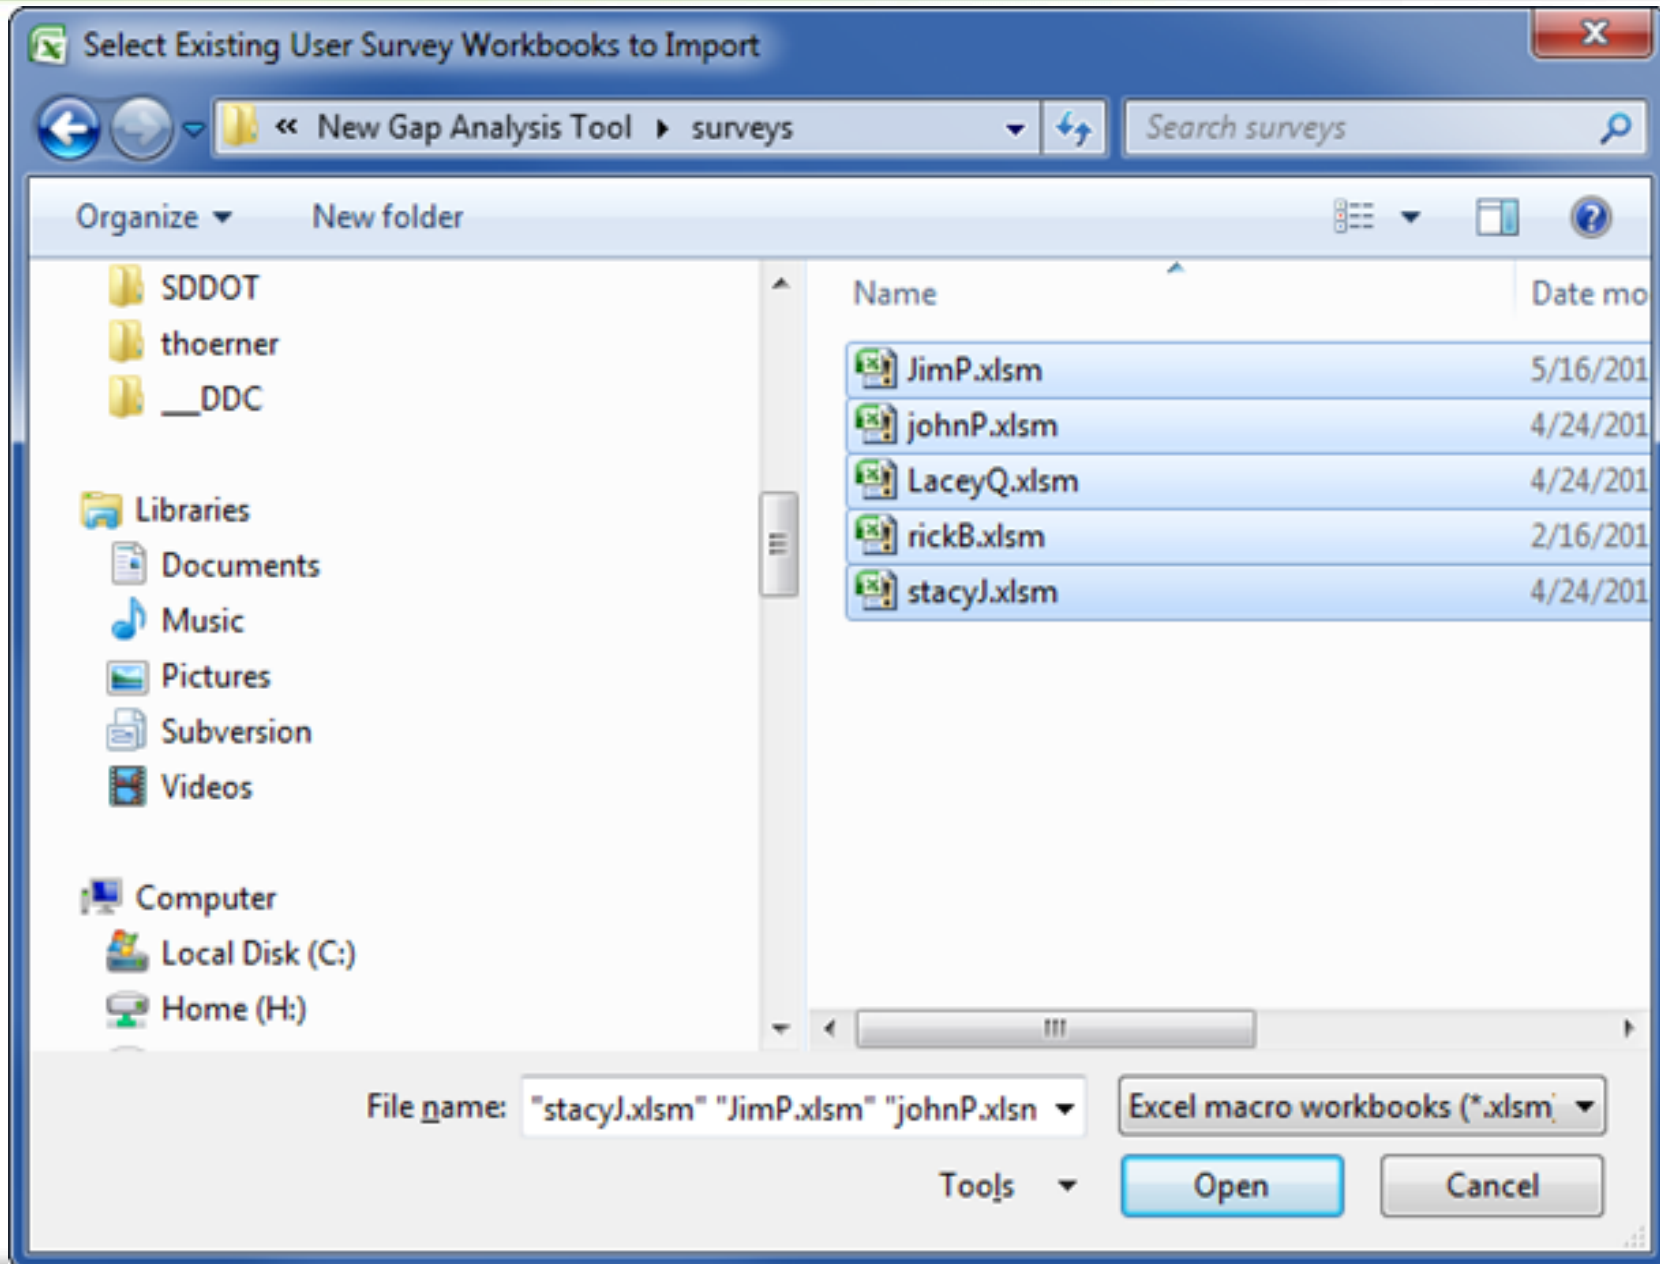 Select Existing User Survey Workbooks to Import
« New Gap Analysis Tool ▸ surveys
Search surveys
Organize
New folder
SDDOT
thoerner
__DDC
Libraries
Documents
Music
Pictures
Subversion
Videos
Computer
Local Disk (C:)
Home (H:)
Name Date mo
JimP.xlsm 5/16/201
johnP.xlsm 4/24/201
LaceyQ.xlsm 4/24/201
rickB.xlsm 2/16/201
stacyJ.xlsm 4/24/201
File name: "stacyJ.xlsm" "JimP.xlsm" "johnP.xlsn
Excel macro workbooks (*.xlsm)
Tools
Open
Cancel